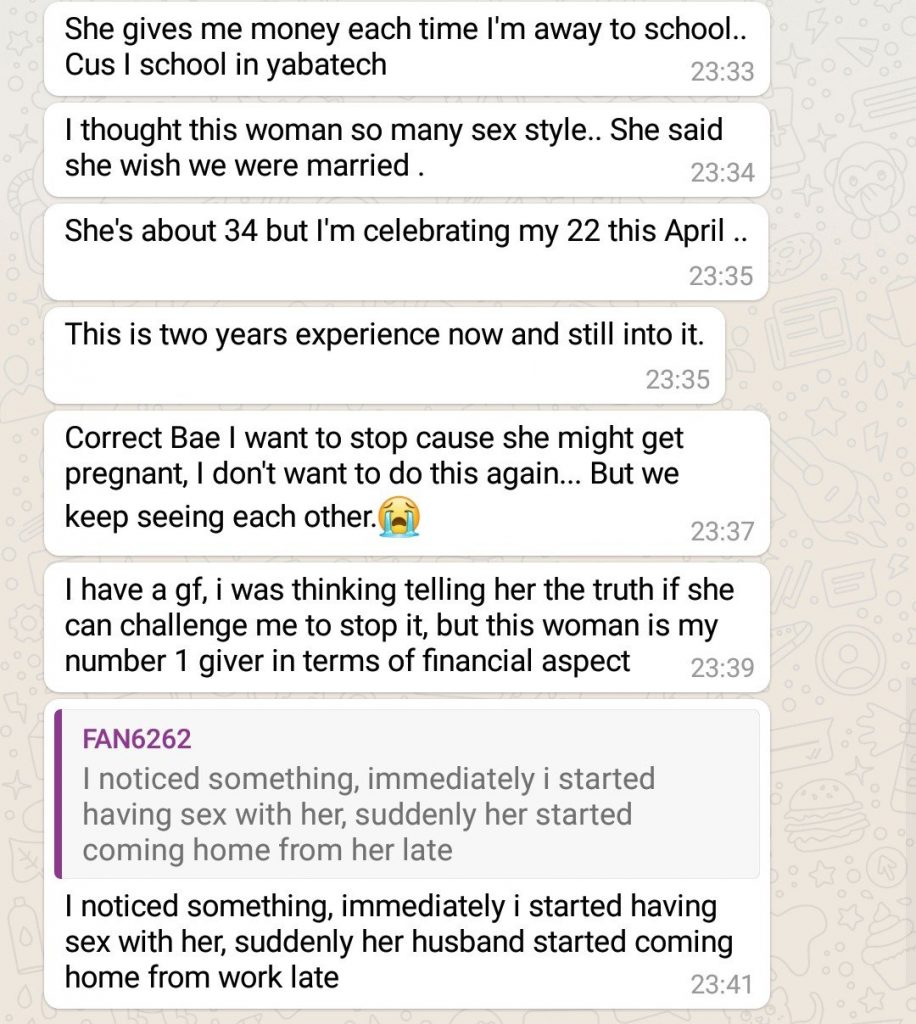 She gives me money each time I'm away to school..
Cus I school in yabatech
23:33
I thought this woman so many sex style.. She said
she wish we were married .
23:34
She's about 34 but I'm celebrating my 22 this April ..
23:35
This is two years experience now and still into it.
23:35
Correct Bae I want to stop cause she might get
pregnant, I don't want to do this again... But we
keep seeing each other.😭
23:37
I have a gf, i was thinking telling her the truth if she
can challenge me to stop it, but this woman is my
number 1 giver in terms of financial aspect
23:39
FAN6262
I noticed something, immediately i started
having sex with her, suddenly her started
coming home from her late
I noticed something, immediately i started having
sex with her, suddenly her husband started coming
home from work late
23:41